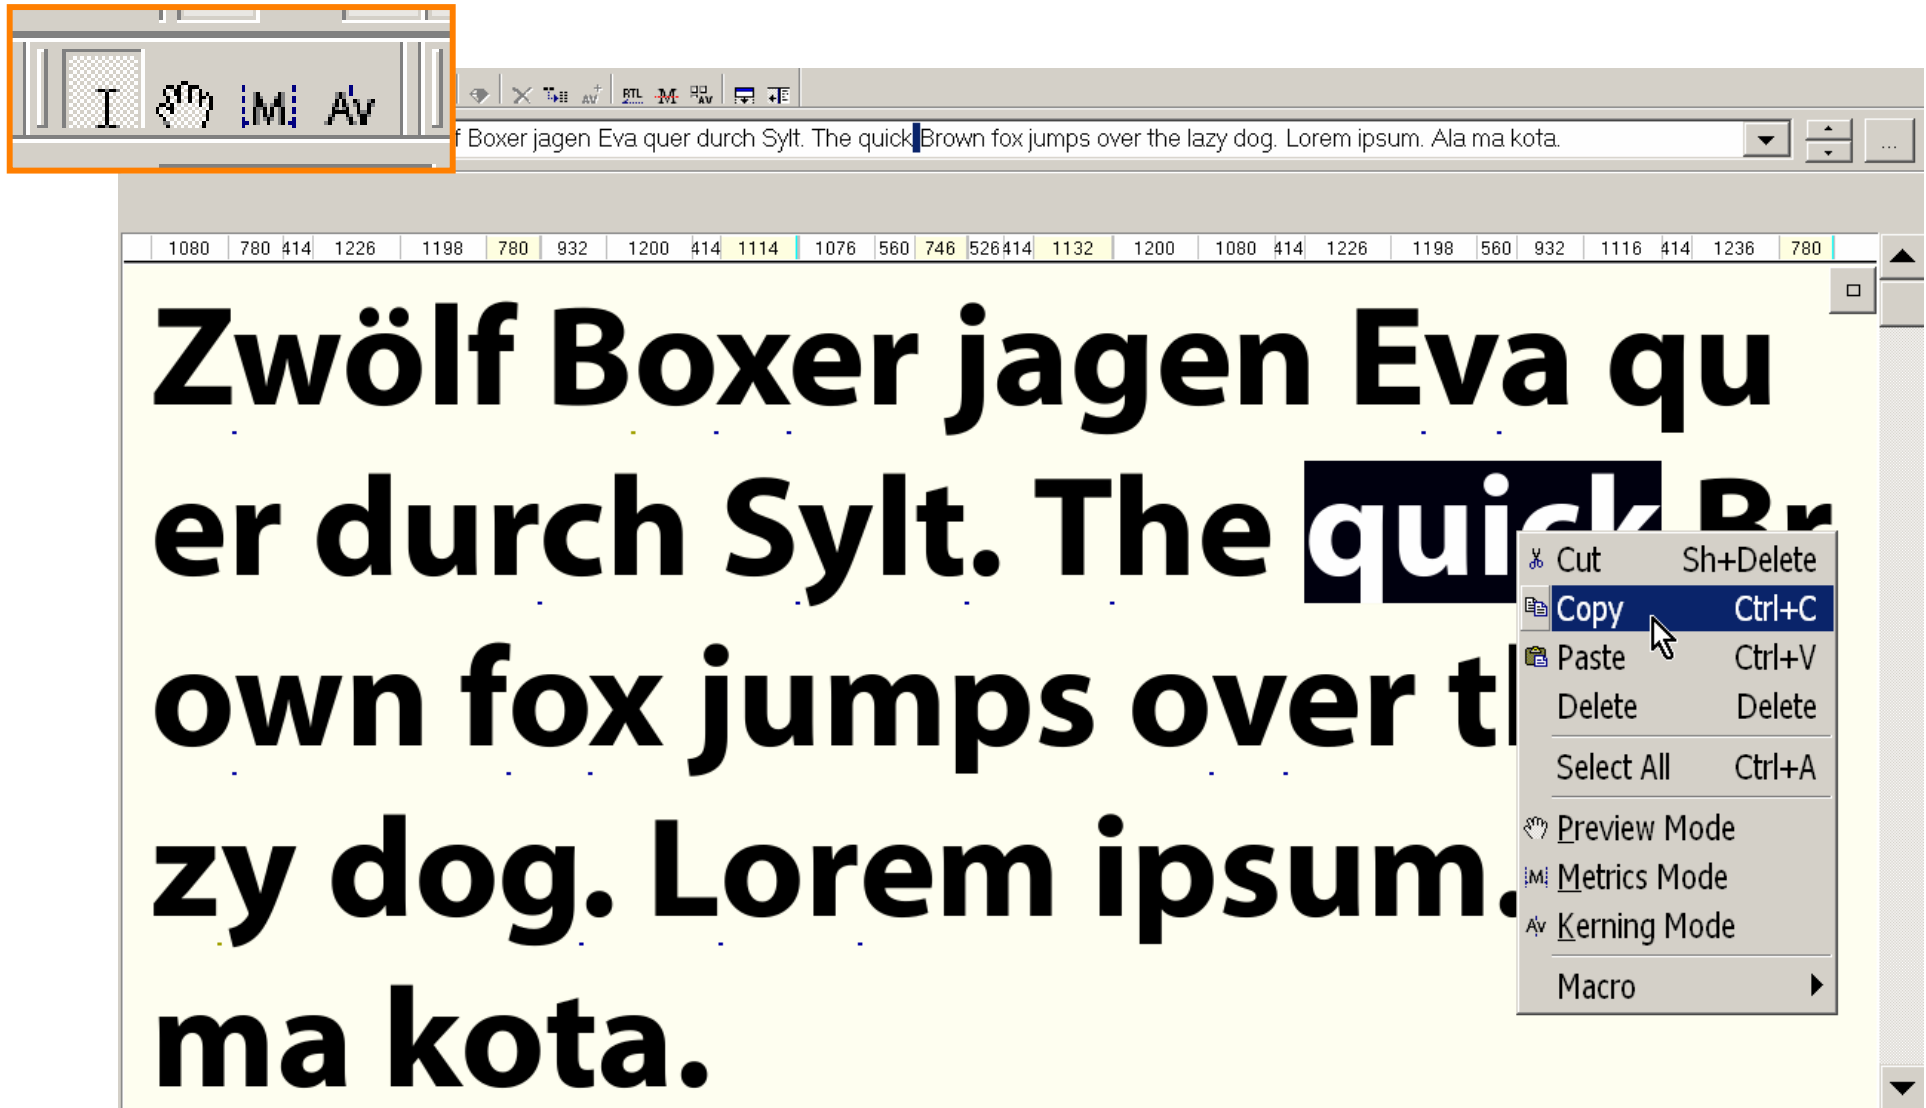 M AV
RTL M AV
f Boxer jagen Eva quer durch Sylt. The quick Brown fox jumps over the lazy dog. Lorem ipsum. Ala ma kota.
...
1080 780 414 1226 1198 780 932 1200 414 1114 1076 560 746 526 414 1132 1200 1080 414 1226 1198 560 932 1116 414 1236 780
Zwölf Boxer jagen Eva qu
er durch Sylt. The quick Br
own fox jumps over t
zy dog. Lorem ipsum.
ma kota.
Cut Sh+Delete
Copy Ctrl+C
Paste Ctrl+V
Delete Delete
Select All Ctrl+A
Preview Mode
M Metrics Mode
AV Kerning Mode
Macro